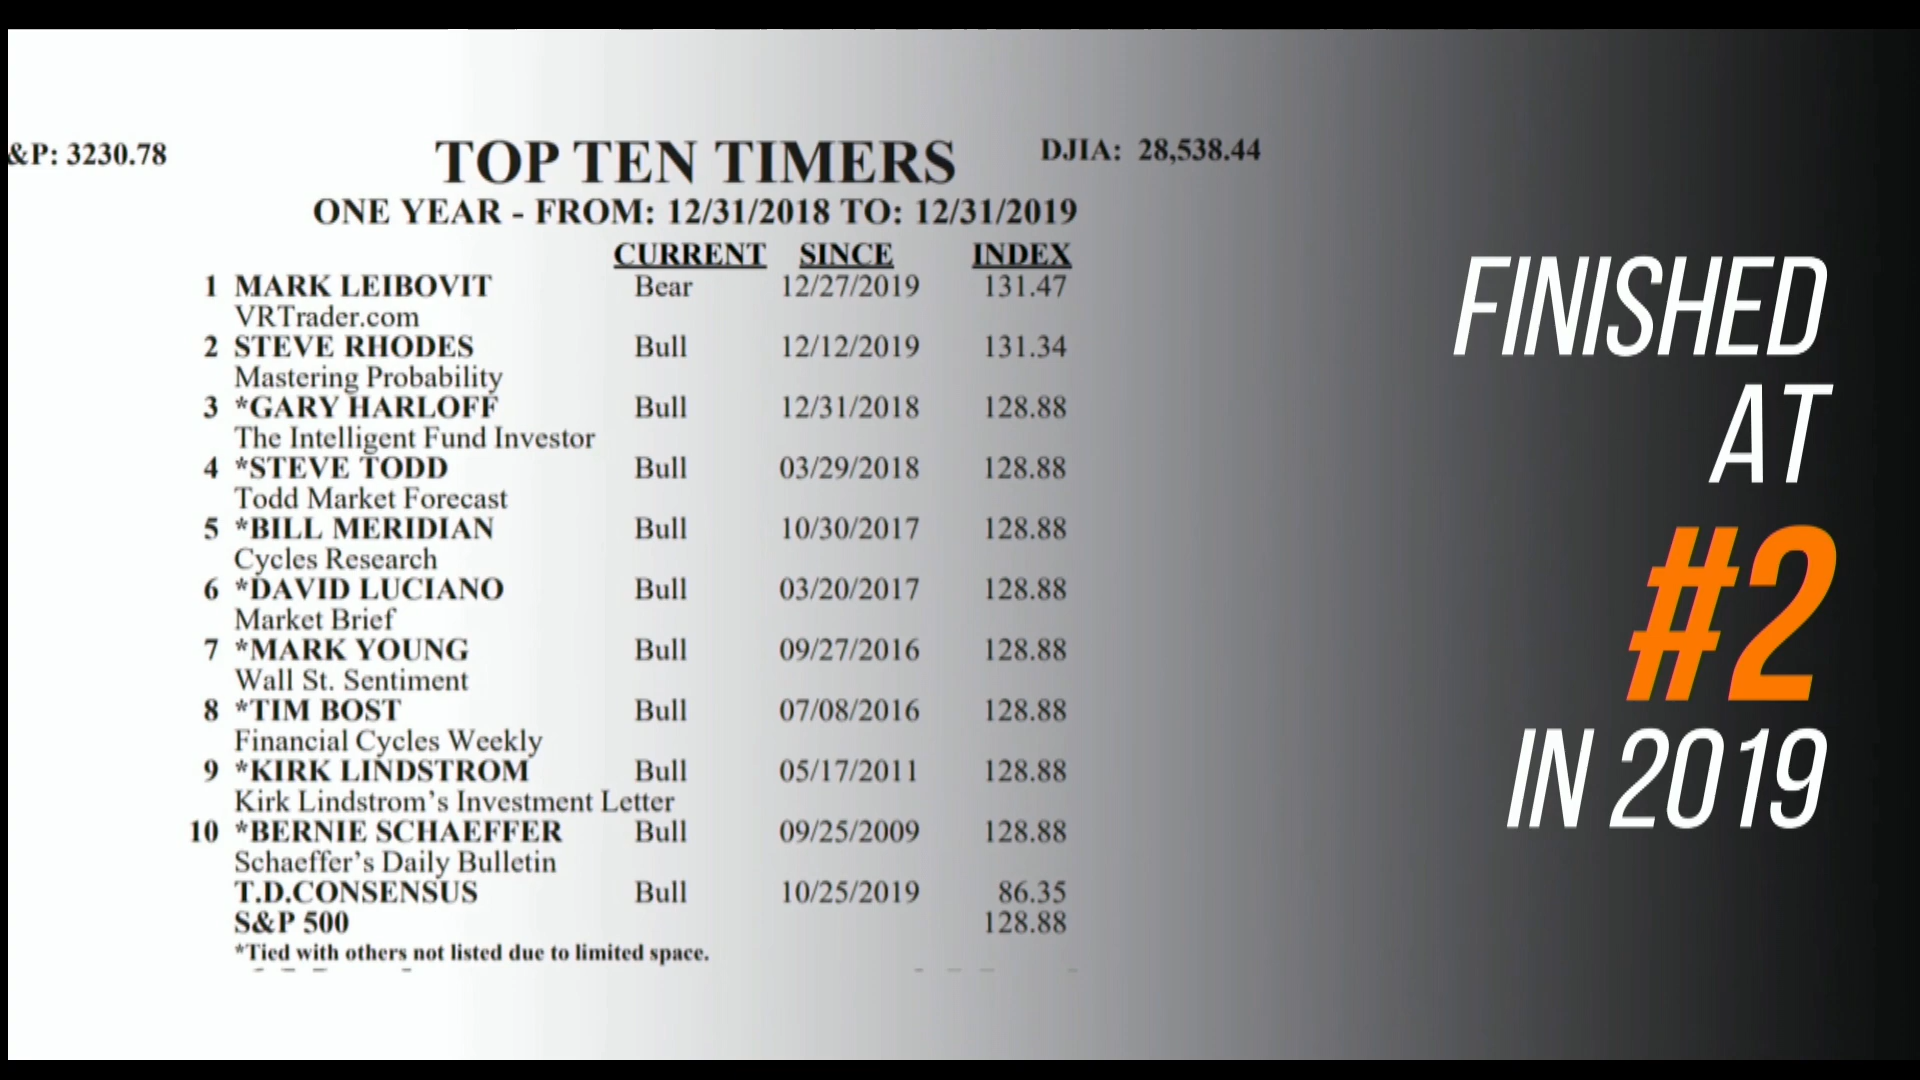 &P: 3230.78
TOP TEN TIMERS
DJIA: 28,538.44
ONE YEAR - FROM: 12/31/2018 TO: 12/31/2019
CURRENT SINCE INDEX
1 MARK LEIBOVIT Bear 12/27/2019 131.47
VRTrader.com
2 STEVE RHODES Bull 12/12/2019 131.34
Mastering Probability
3 *GARY HARLOFF Bull 12/31/2018 128.88
The Intelligent Fund Investor
4 *STEVE TODD Bull 03/29/2018 128.88
Todd Market Forecast
5 *BILL MERIDIAN Bull 10/30/2017 128.88
Cycles Research
6 *DAVID LUCIANO Bull 03/20/2017 128.88
Market Brief
7 *MARK YOUNG Bull 09/27/2016 128.88
Wall St. Sentiment
8 *TIM BOST Bull 07/08/2016 128.88
Financial Cycles Weekly
9 *KIRK LINDSTROM Bull 05/17/2011 128.88
Kirk Lindstrom's Investment Letter
10 *BERNIE SCHAEFFER Bull 09/25/2009 128.88
Schaeffer's Daily Bulletin
T.D.CONSENSUS Bull 10/25/2019 86.35
S&P 500 128.88
*Tied with others not listed due to limited space.
FINISHED
AT
#2
IN 2019